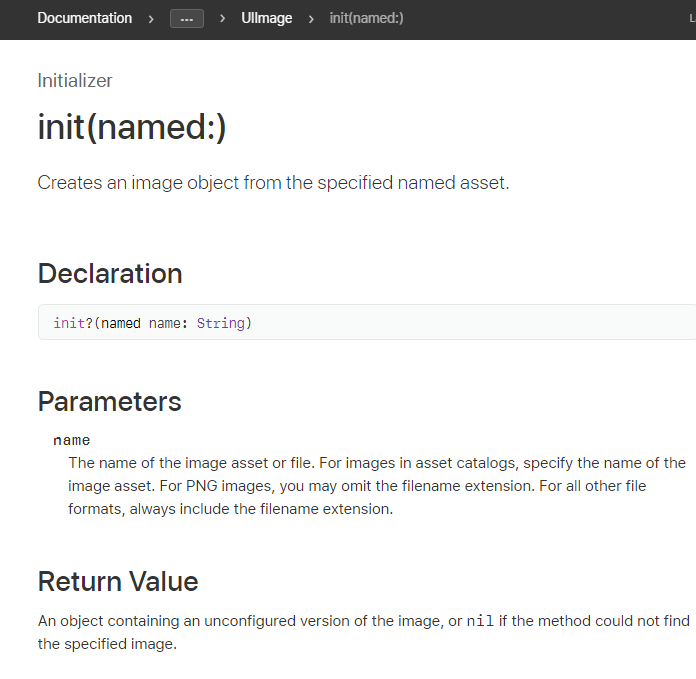 Documentation > ... > UIImage > init(named:)
Initializer
init(named:)
Creates an image object from the specified named asset.
Declaration
init?(named name: String)
Parameters
name
The name of the image asset or file. For images in asset catalogs, specify the name of the
image asset. For PNG images, you may omit the filename extension. For all other file
formats, always include the filename extension.
Return Value
An object containing an unconfigured version of the image, or nil if the method could not find
the specified image.